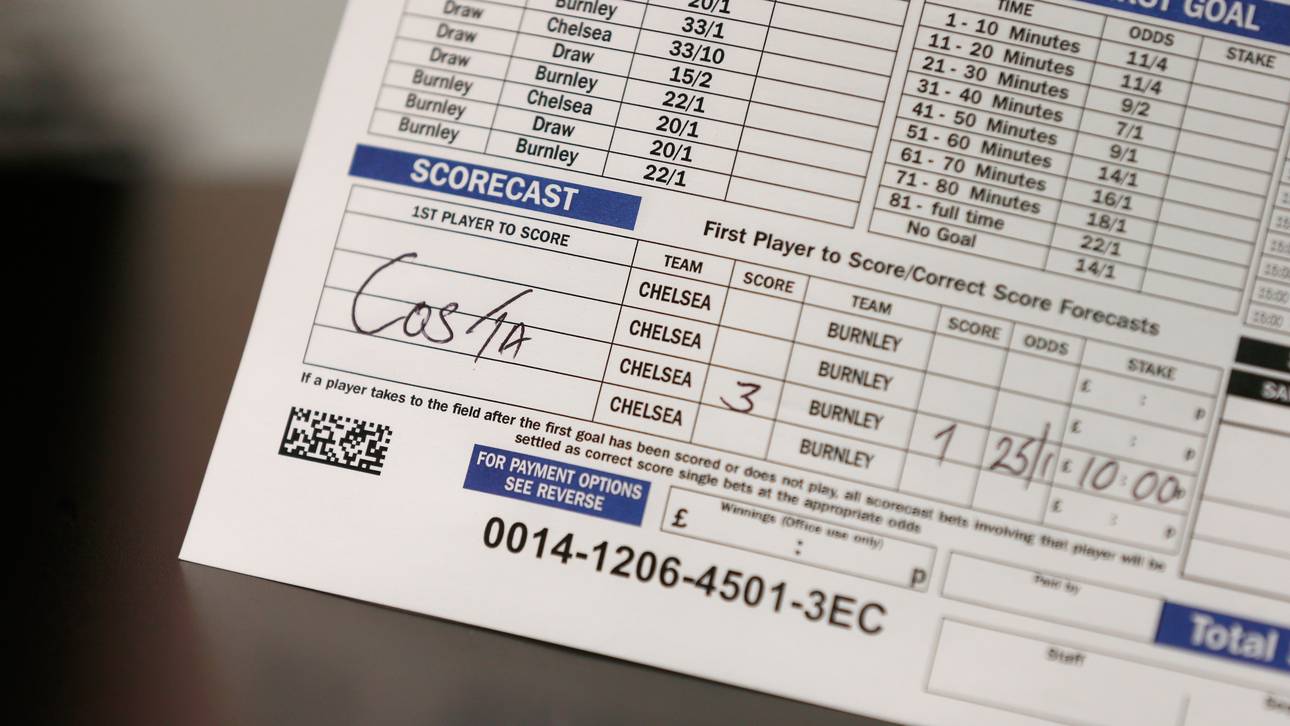 20/1
Burnley 33/1
Draw Chelsea 33/10
Draw Draw 15/2
Draw Burnley 22/1
Burnley Chelsea 20/1
Burnley Draw 20/1
Burnley Burnley 22/1
GOAL
TIME ODDS STAKE
1 - 10 Minutes 11/4
11 - 20 Minutes 11/4
21 - 30 Minutes 9/2
31 - 40 Minutes 7/1
41 - 50 Minutes 9/1
51 - 60 Minutes 14/1
61 - 70 Minutes 16/1
71 - 80 Minutes 18/1
81 - full time 22/1
No Goal 14/1
SCORECAST
First Player to Score/Correct Score Forecasts
1ST PLAYER TO SCORE TEAM SCORE TEAM SCORE ODDS STAKE
CHELSEA BURNLEY £ : p
CHELSEA BURNLEY £ : p
Costa CHELSEA 3 BURNLEY 1 25/1 £ 10:00 p
CHELSEA BURNLEY £ : p
If a player takes to the field after the first goal has been scored or does not play, all scorecast bets involving that player will be
settled as correct score single bets at the appropriate odds
FOR PAYMENT OPTIONS
SEE REVERSE
Winnings (Office use only)
£ : p
0014-1206-4501-3EC
Paid by
Total
Staff